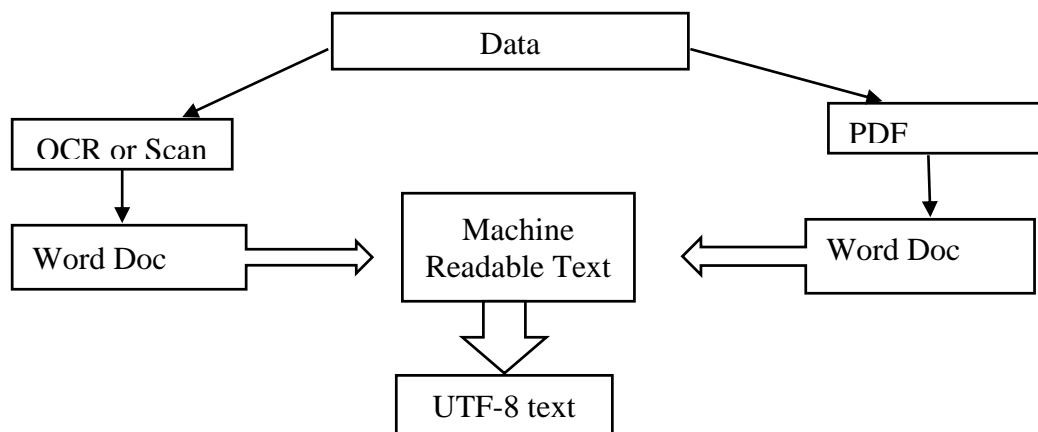 Data
OCR or Scan
PDF
Machine
Readable Text
Word Doc
Word Doc
UTF-8 text